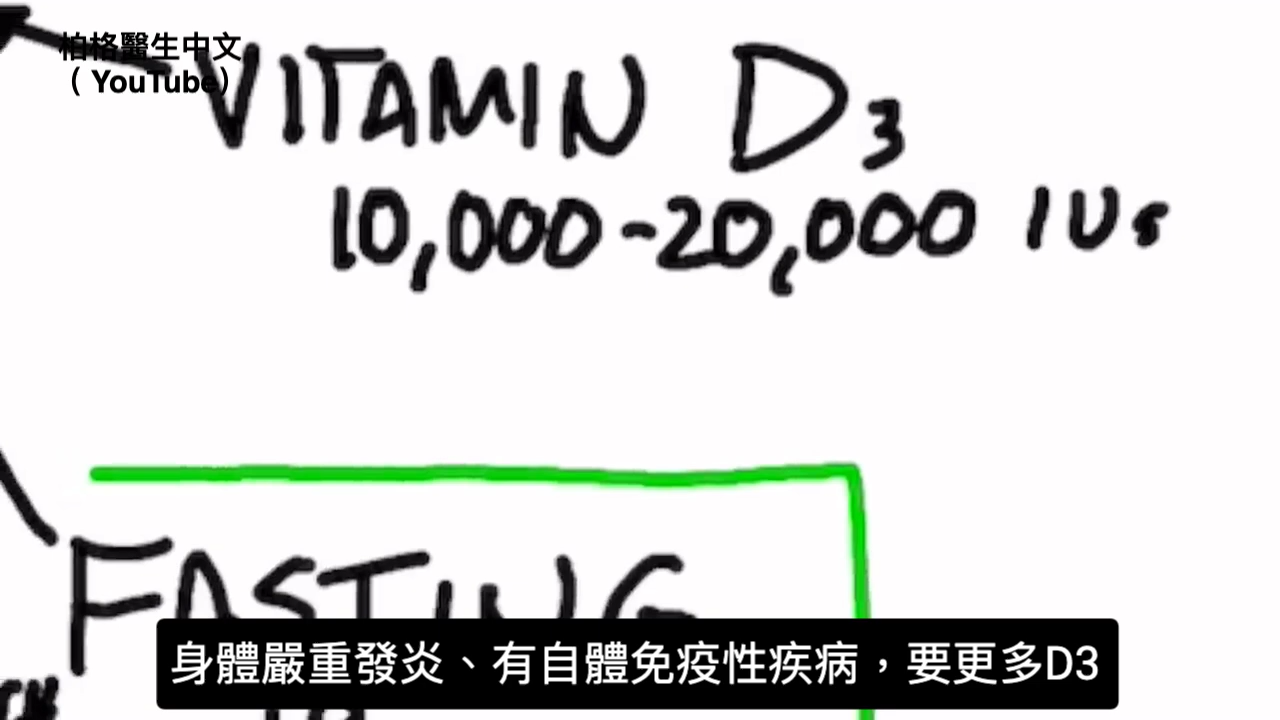 柏格醫生中文
（YouTube）
VITAMIN D3
10,000-20,000 IUs
FASTING
身體嚴重發炎、有自體免疫性疾病，要更多D3